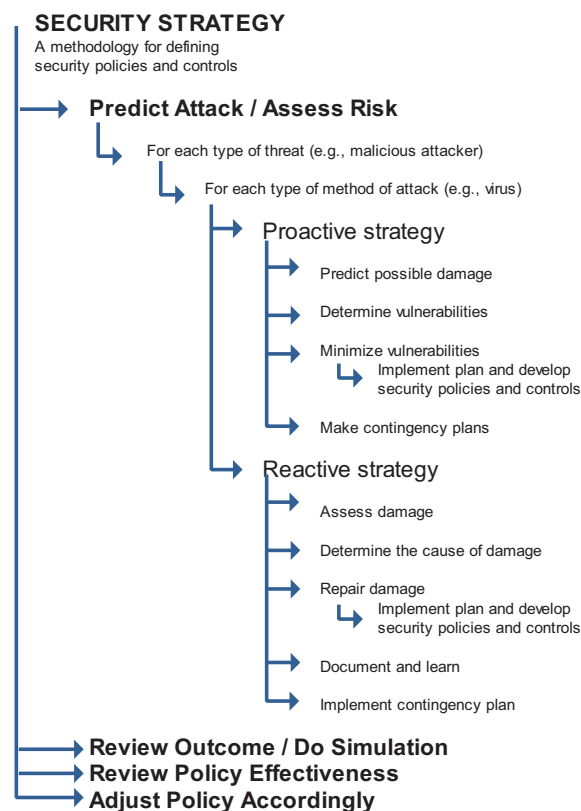 SECURITY STRATEGY
A methodology for defining
security policies and controls
Predict Attack / Assess Risk
For each type of threat (e.g., malicious attacker)
For each type of method of attack (e.g., virus)
Proactive strategy
Predict possible damage
Determine vulnerabilities
Minimize vulnerabilities
Implement plan and develop
security policies and controls
Make contingency plans
Reactive strategy
Assess damage
Determine the cause of damage
Repair damage
Implement plan and develop
security policies and controls
Document and learn
Implement contingency plan
Review Outcome / Do Simulation
Review Policy Effectiveness
Adjust Policy Accordingly